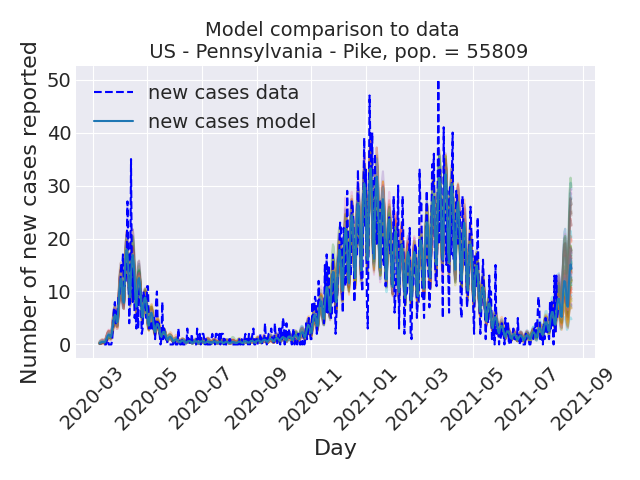 Model comparison to data
US - Pennsylvania - Pike, pop. = 55809
Number of new cases reported
50
40
30
20
10
0
new cases data
new cases model
2020-03
2020-05
2020-07
2020-09
2020-11
2021-01
2021-03
2021-05
2021-07
2021-09
Day